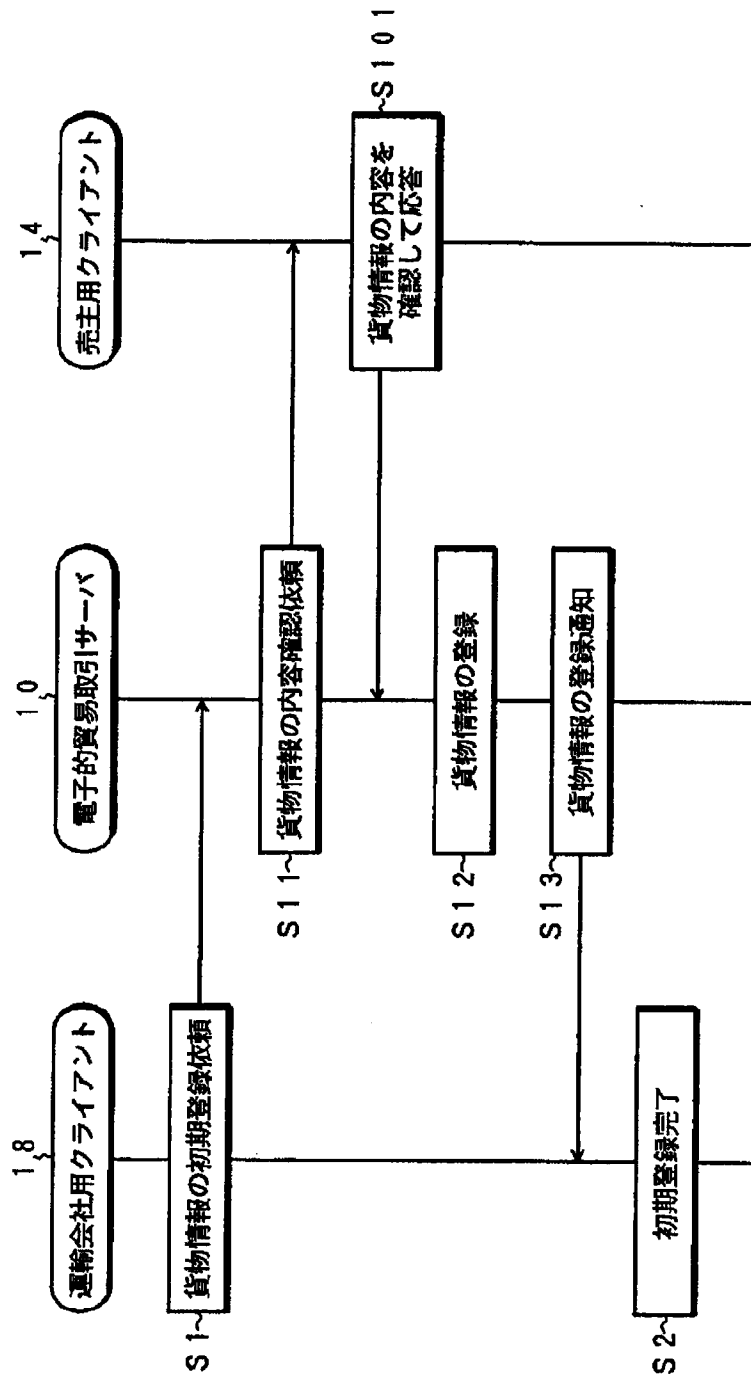 18
運輸会社用クライアント
10
電子的貿易取引サーバ
14
売主用クライアント
S1
貨物情報の初期登録依頼
S11
貨物情報の内容確認依頼
貨物情報の内容を
確認して応答
S101
S12
貨物情報の登録
S13
貨物情報の登録通知
S2
初期登録完了